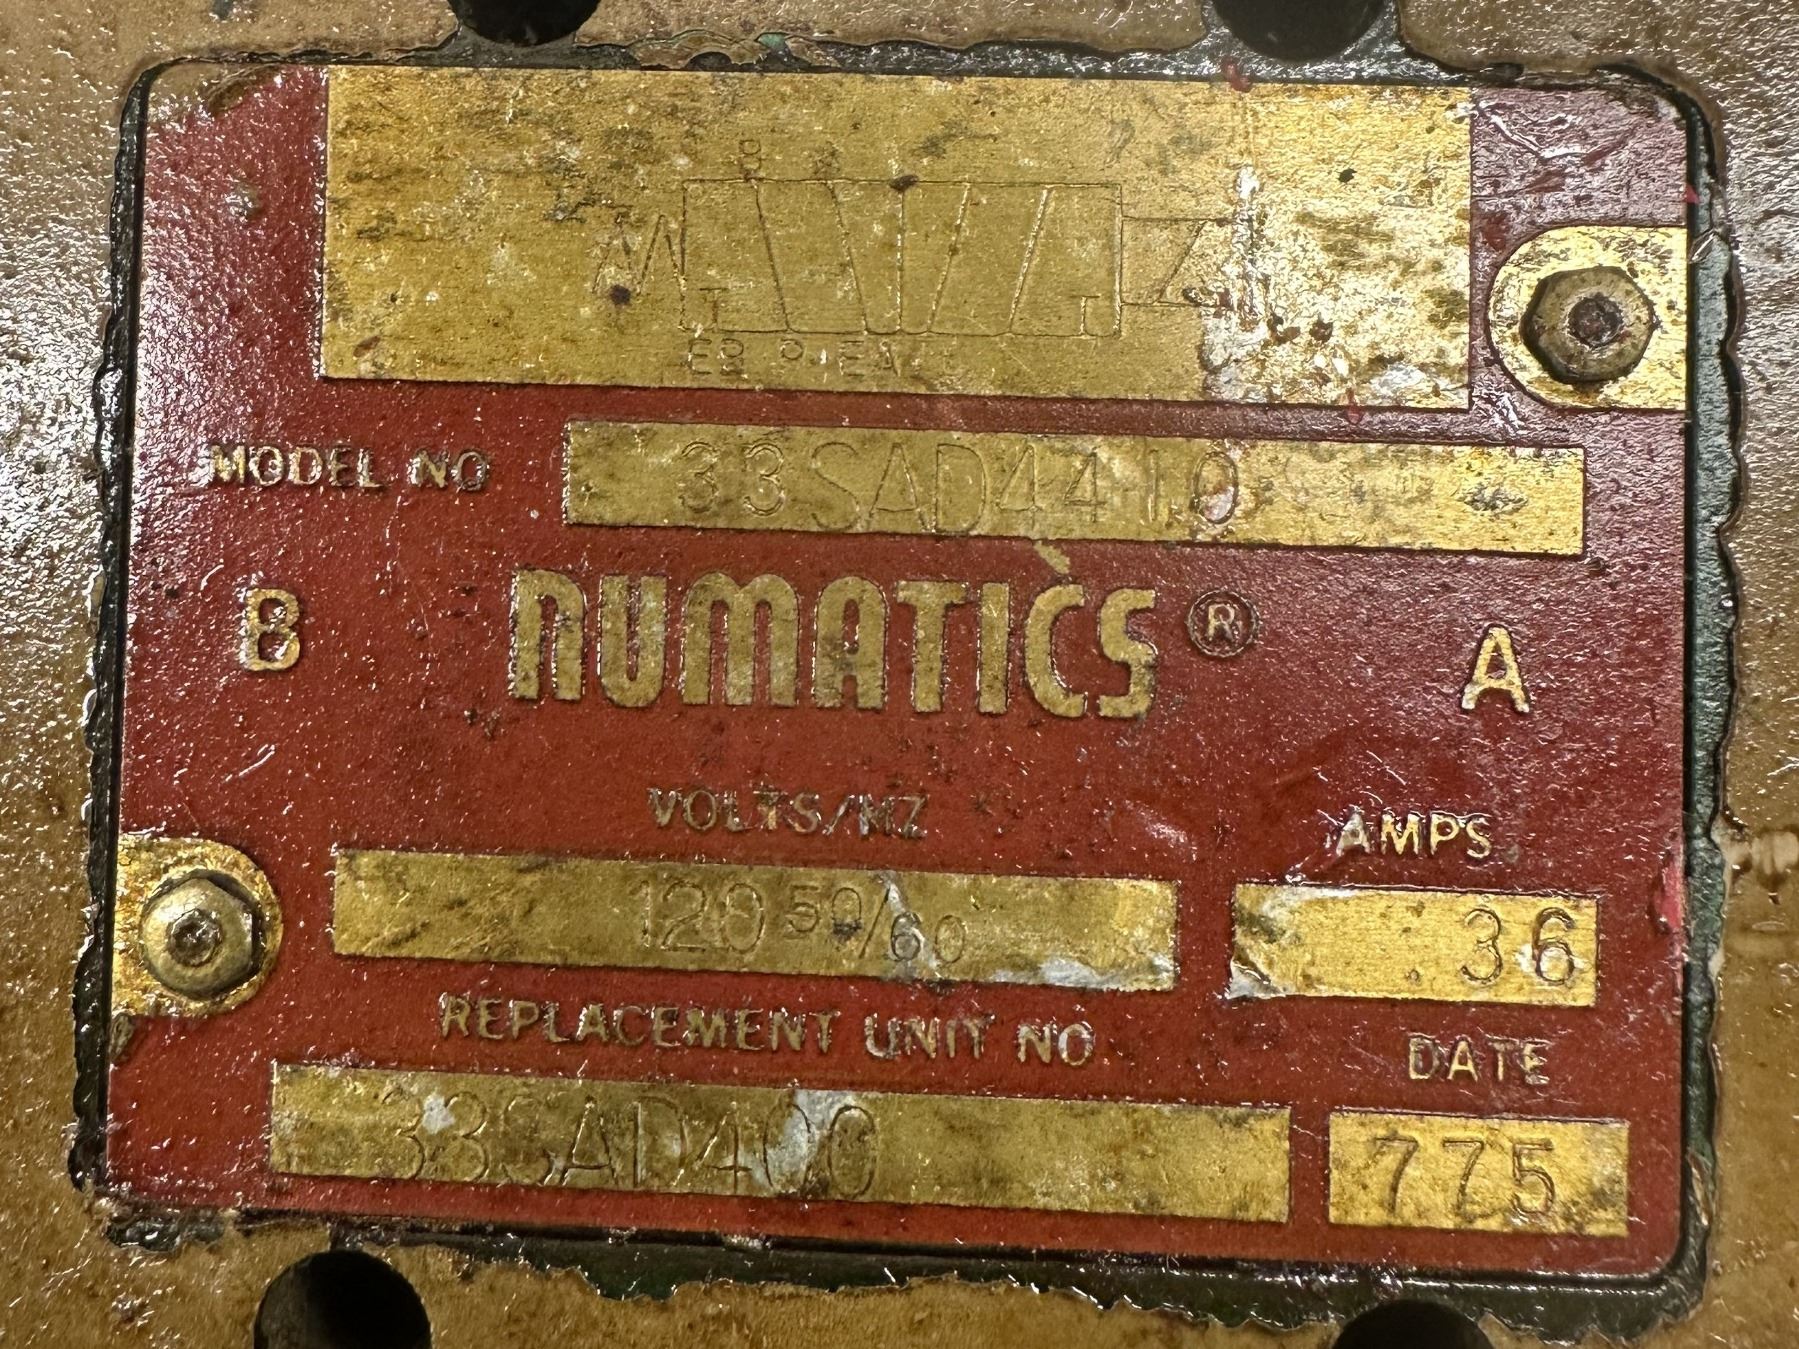 MODEL NO 33SAD4410
B NUMATICS ® A
VOLTS/HZ AMPS
120 50/60 .36
REPLACEMENT UNIT NO DATE
33SAD400 775